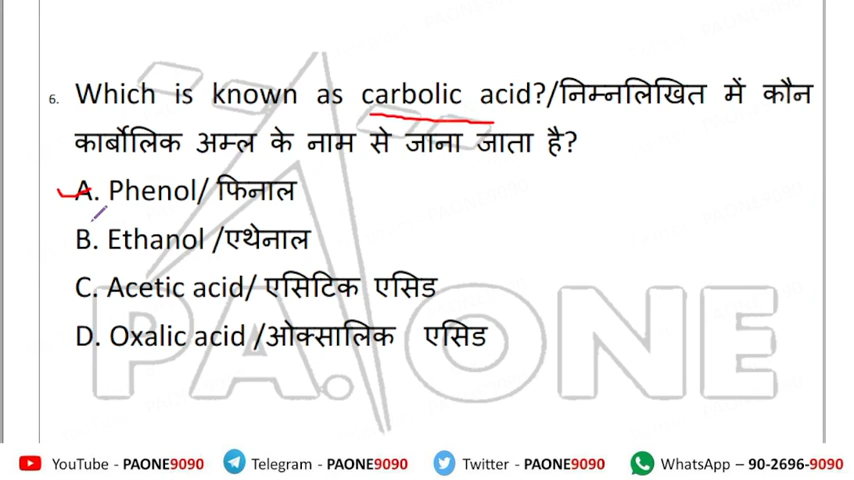 6. Which is known as carbolic acid?/निम्नलिखित में कौन
कार्बोलिक अम्ल के नाम से जाना जाता है?
A. Phenol/ फिनाल
B. Ethanol /एथेनाल
C. Acetic acid/ एसिटिक एसिड
D. Oxalic acid /ओक्सालिक एसिड
PA.ONE
YouTube - PAONE9090 Telegram - PAONE9090 Twitter - PAONE9090 WhatsApp – 90-2696-9090